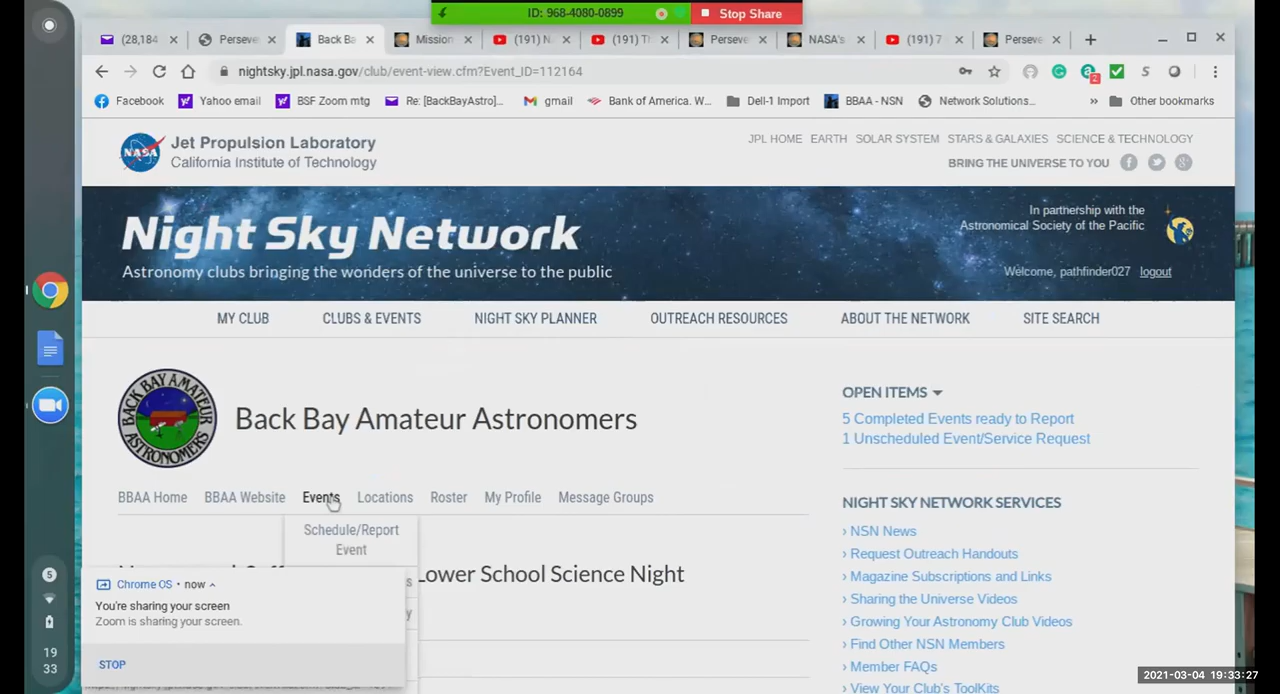 ID: 968-4080-0899
Stop Share
(28,184
Perseve
Back Ba
Mission
(191) N
(191) T
Perseve
NASA's
(191) 7
Perseve
nightsky.jpl.nasa.gov/club/event-view.cfm?Event_ID=112164
2
Facebook
Yahoo email
BSF Zoom mtg
Re: [BackBayAstro]...
gmail
Bank of America. W...
Dell-1 Import
BBAA - NSN
Network Solutions...
»
Other bookmarks
NASA
Jet Propulsion Laboratory
California Institute of Technology
JPL HOME EARTH SOLAR SYSTEM STARS & GALAXIES SCIENCE & TECHNOLOGY
BRING THE UNIVERSE TO YOU
Night Sky Network
Astronomy clubs bringing the wonders of the universe to the public
In partnership with the
Astronomical Society of the Pacific
Welcome, pathfinder027 logout
MY CLUB CLUBS & EVENTS NIGHT SKY PLANNER OUTREACH RESOURCES ABOUT THE NETWORK SITE SEARCH
BACK BAY AMATEUR ASTRONOMERS
Back Bay Amateur Astronomers
OPEN ITEMS
5 Completed Events ready to Report
1 Unscheduled Event/Service Request
BBAA Home BBAA Website Events Locations Roster My Profile Message Groups
Schedule/Report
Event
Lower School Science Night
NIGHT SKY NETWORK SERVICES
› NSN News
› Request Outreach Handouts
› Magazine Subscriptions and Links
› Sharing the Universe Videos
› Growing Your Astronomy Club Videos
› Find Other NSN Members
› Member FAQs
› View Your Club's ToolKits
Chrome OS • now
You're sharing your screen
Zoom is sharing your screen.
STOP
5
19
33
2021-03-04 19:33:27